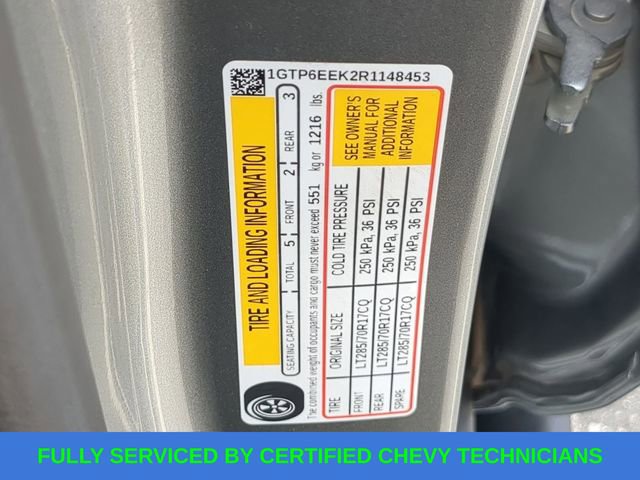 1GTP6EEK2R1148453
TIRE AND LOADING INFORMATION
SEATING CAPACITY TOTAL 5 FRONT 2 REAR 3
The combined weight of occupants and cargo must never exceed 551 kg or 1216 lbs.
TIRE ORIGINAL SIZE COLD TIRE PRESSURE
FRONT LT285/70R17CQ 250 kPa, 36 PSI
REAR LT285/70R17CQ 250 kPa, 36 PSI
SPARE LT285/70R17CQ 250 kPa, 36 PSI
SEE OWNER'S
MANUAL FOR
ADDITIONAL
INFORMATION
FULLY SERVICED BY CERTIFIED CHEVY TECHNICIANS